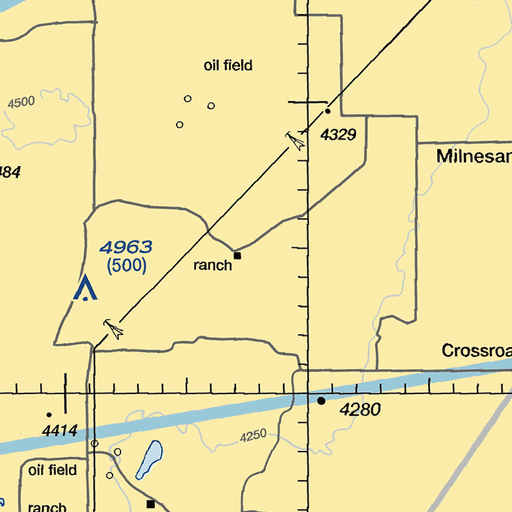 oil field
4500
4329
Milnesan
484
4963
(500)
ranch
Crossroa
4280
4414
4250
oil field
ranch